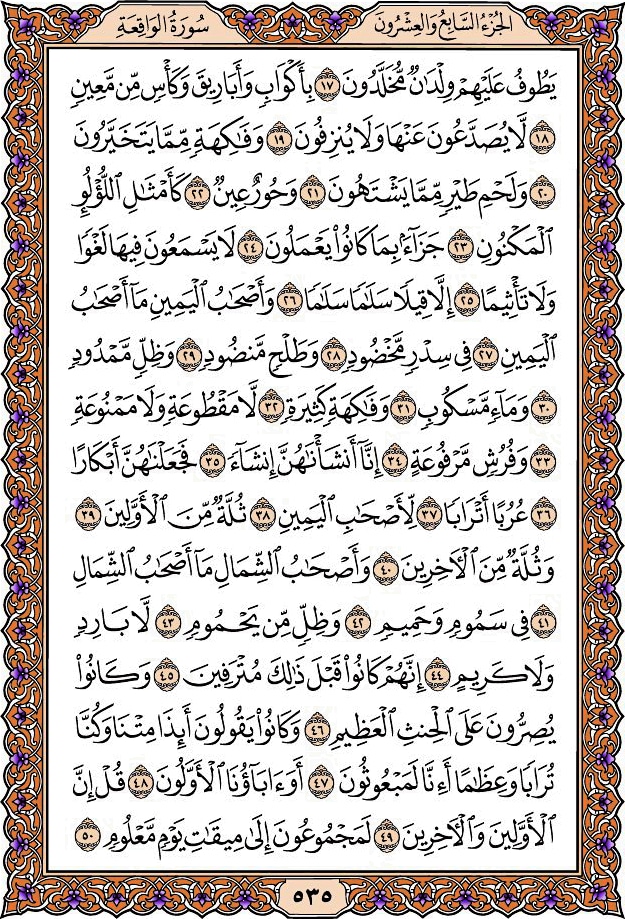 الجُزْءُ السَّابِعُ وَالعِشْرُونَ سُورَةُ الوَاقِعَةِ
يَطُوفُ عَلَيْهِمْ وِلْدَٰنٌ مُّخَلَّدُونَ ١٧ بِأَكْوَابٍ وَأَبَارِيقَ وَكَأْسٍ مِّن مَّعِينٍ
١٨ لَّا يُصَدَّعُونَ عَنْهَا وَلَا يُنزِفُونَ ١٩ وَفَٰكِهَةٍ مِّمَّا يَتَخَيَّرُونَ
٢٠ وَلَحْمِ طَيْرٍ مِّمَّا يَشْتَهُونَ ٢١ وَحُورٌ عِينٌ ٢٢ كَأَمْثَٰلِ ٱللُّؤْلُؤِ
ٱلْمَكْنُونِ ٢٣ جَزَآءًۢ بِمَا كَانُوا۟ يَعْمَلُونَ ٢٤ لَا يَسْمَعُونَ فِيهَا لَغْوًا
وَلَا تَأْثِيمًا ٢٥ إِلَّا قِيلًا سَلَٰمًا سَلَٰمًا ٢٦ وَأَصْحَٰبُ ٱلْيَمِينِ مَآ أَصْحَٰبُ
ٱلْيَمِينِ ٢٧ فِى سِدْرٍ مَّخْضُودٍ ٢٨ وَطَلْحٍ مَّنضُودٍ ٢٩ وَظِلٍّ مَّمْدُودٍ
٣٠ وَمَآءٍ مَّسْكُوبٍ ٣١ وَفَٰكِهَةٍ كَثِيرَةٍ ٣٢ لَّا مَقْطُوعَةٍ وَلَا مَمْنُوعَةٍ
٣٣ وَفُرُشٍ مَّرْفُوعَةٍ ٣٤ إِنَّآ أَنشَأْنَٰهُنَّ إِنشَآءً ٣٥ فَجَعَلْنَٰهُنَّ أَبْكَارًا
٣٦ عُرُبًا أَتْرَابًا ٣٧ لِّأَصْحَٰبِ ٱلْيَمِينِ ٣٨ ثُلَّةٌ مِّنَ ٱلْأَوَّلِينَ ٣٩
وَثُلَّةٌ مِّنَ ٱلْءَاخِرِينَ ٤٠ وَأَصْحَٰبُ ٱلشِّمَالِ مَآ أَصْحَٰبُ ٱلشِّمَالِ
٤١ فِى سَمُومٍ وَحَمِيمٍ ٤٢ وَظِلٍّ مِّن يَحْمُومٍ ٤٣ لَّا بَارِدٍ
وَلَا كَرِيمٍ ٤٤ إِنَّهُمْ كَانُوا۟ قَبْلَ ذَٰلِكَ مُتْرَفِينَ ٤٥ وَكَانُوا۟
يُصِرُّونَ عَلَى ٱلْحِنثِ ٱلْعَظِيمِ ٤٦ وَكَانُوا۟ يَقُولُونَ أَئِذَا مِتْنَا وَكُنَّا
تُرَابًا وَعِظَٰمًا أَءِنَّا لَمَبْعُوثُونَ ٤٧ أَوَءَابَآؤُنَا ٱلْأَوَّلُونَ ٤٨ قُلْ إِنَّ
ٱلْأَوَّلِينَ وَٱلْءَاخِرِينَ ٤٩ لَمَجْمُوعُونَ إِلَىٰ مِيقَٰتِ يَوْمٍ مَّعْلُومٍ ٥٠
٥٣٥